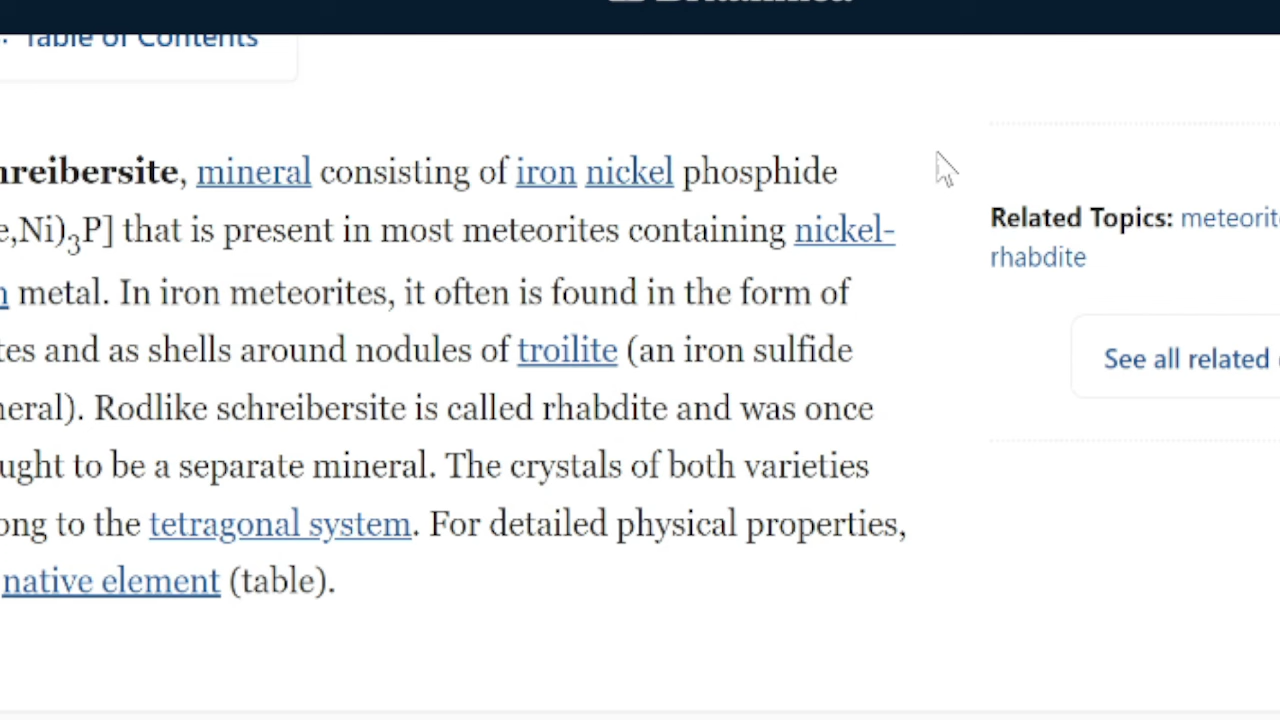 Table of Contents
hreibersite, mineral consisting of iron nickel phosphide
e,Ni)₃P] that is present in most meteorites containing nickel-
n metal. In iron meteorites, it often is found in the form of
tes and as shells around nodules of troilite (an iron sulfide
neral). Rodlike schreibersite is called rhabdite and was once
ught to be a separate mineral. The crystals of both varieties
ong to the tetragonal system. For detailed physical properties,
native element (table).
Related Topics: meteorit
rhabdite
See all related